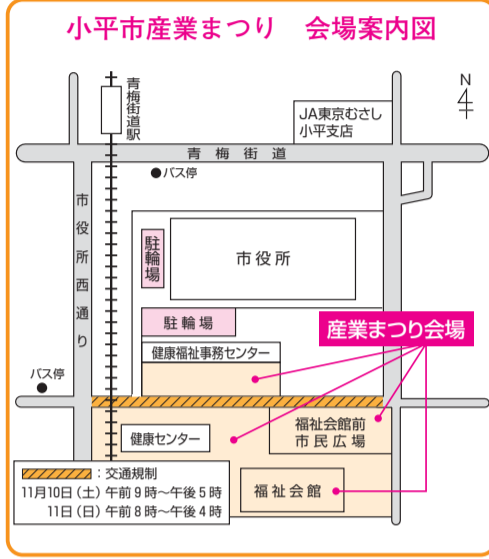 小平市産業まつり　会場案内図
青梅街道駅
N
JA東京むさし
小平支店
青梅街道
バス停
市役所西通り
駐輪場
市役所
駐輪場
産業まつり会場
健康福祉事務センター
バス停
福祉会館前
市民広場
健康センター
：交通規制
11月10日（土）午前9時～午後5時
11日（日）午前8時～午後4時
福祉会館